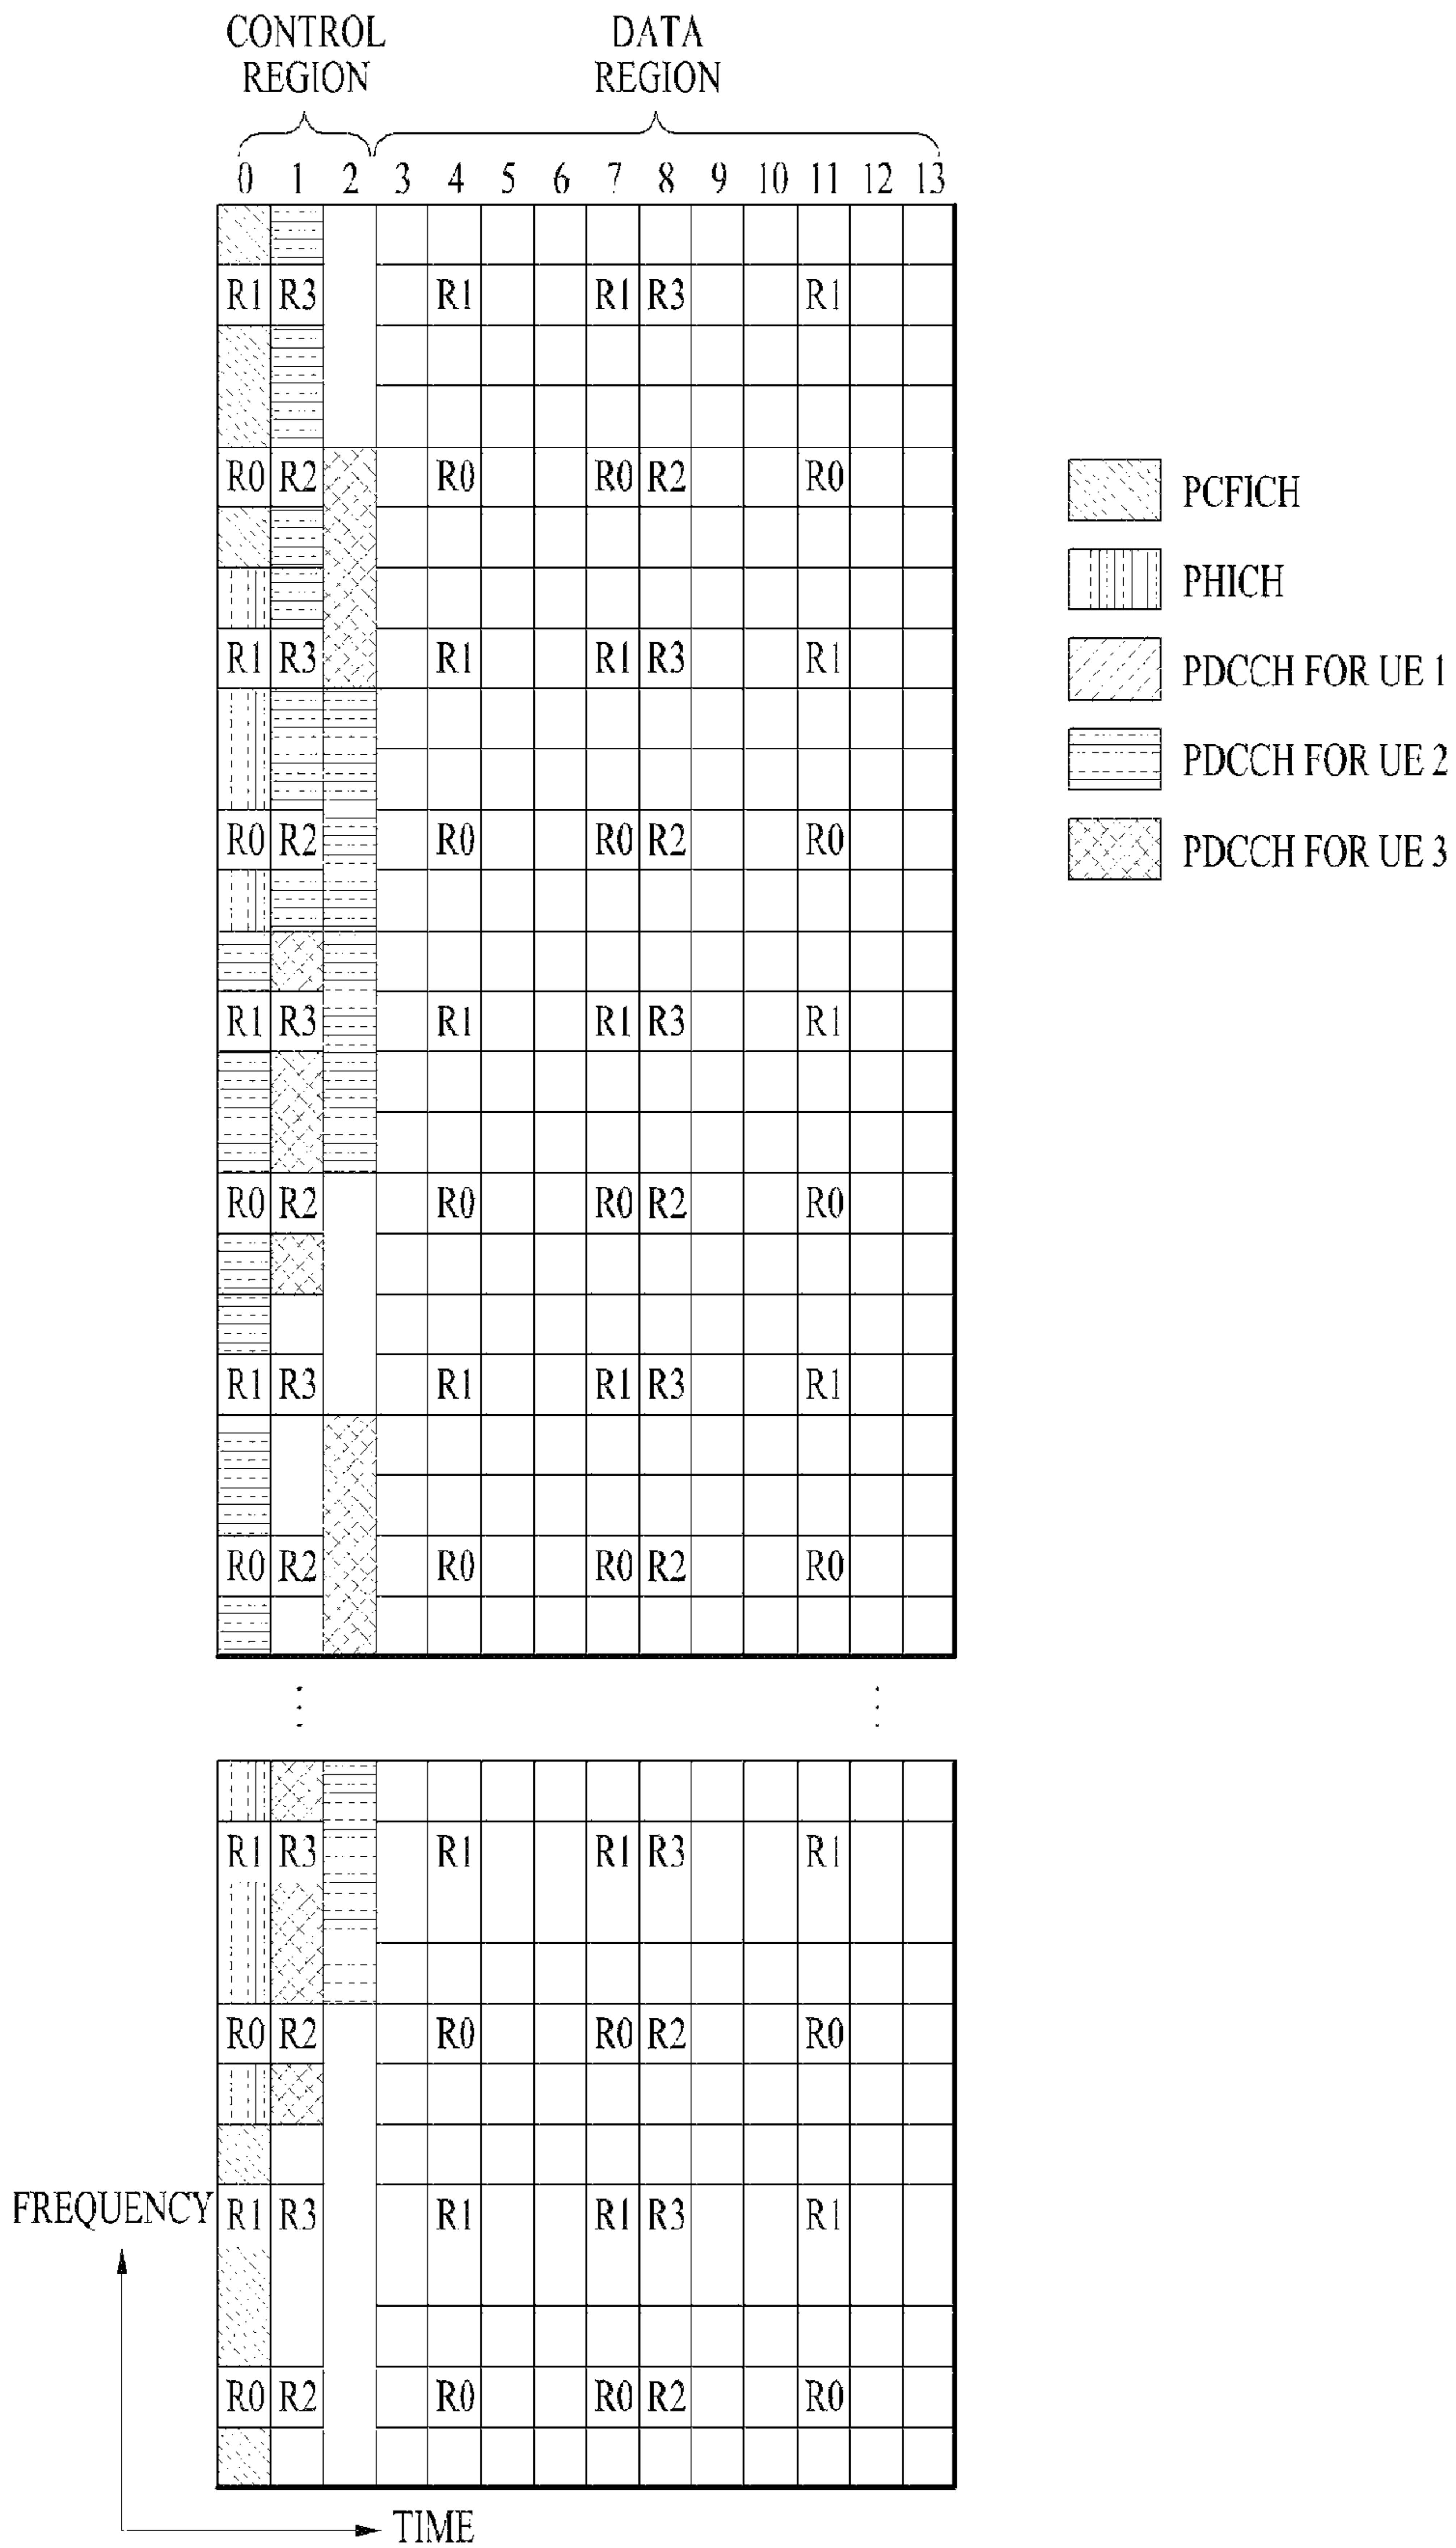 CONTROL REGION
DATA REGION
0 1 2 3 4 5 6 7 8 9 10 11 12 13
R1 R3 R1 R1 R3 R1
R0 R2 R0 R0 R2 R0
PCFICH
PHICH
R1 R3 R1 R1 R3 R1
PDCCH FOR UE 1
PDCCH FOR UE 2
R0 R2 R0 R0 R2 R0
PDCCH FOR UE 3
R1 R3 R1 R1 R3 R1
R0 R2 R0 R0 R2 R0
R1 R3 R1 R1 R3 R1
R0 R2 R0 R0 R2 R0
R1 R3 R1 R1 R3 R1
R0 R2 R0 R0 R2 R0
FREQUENCY
R1 R3 R1 R1 R3 R1
R0 R2 R0 R0 R2 R0
TIME